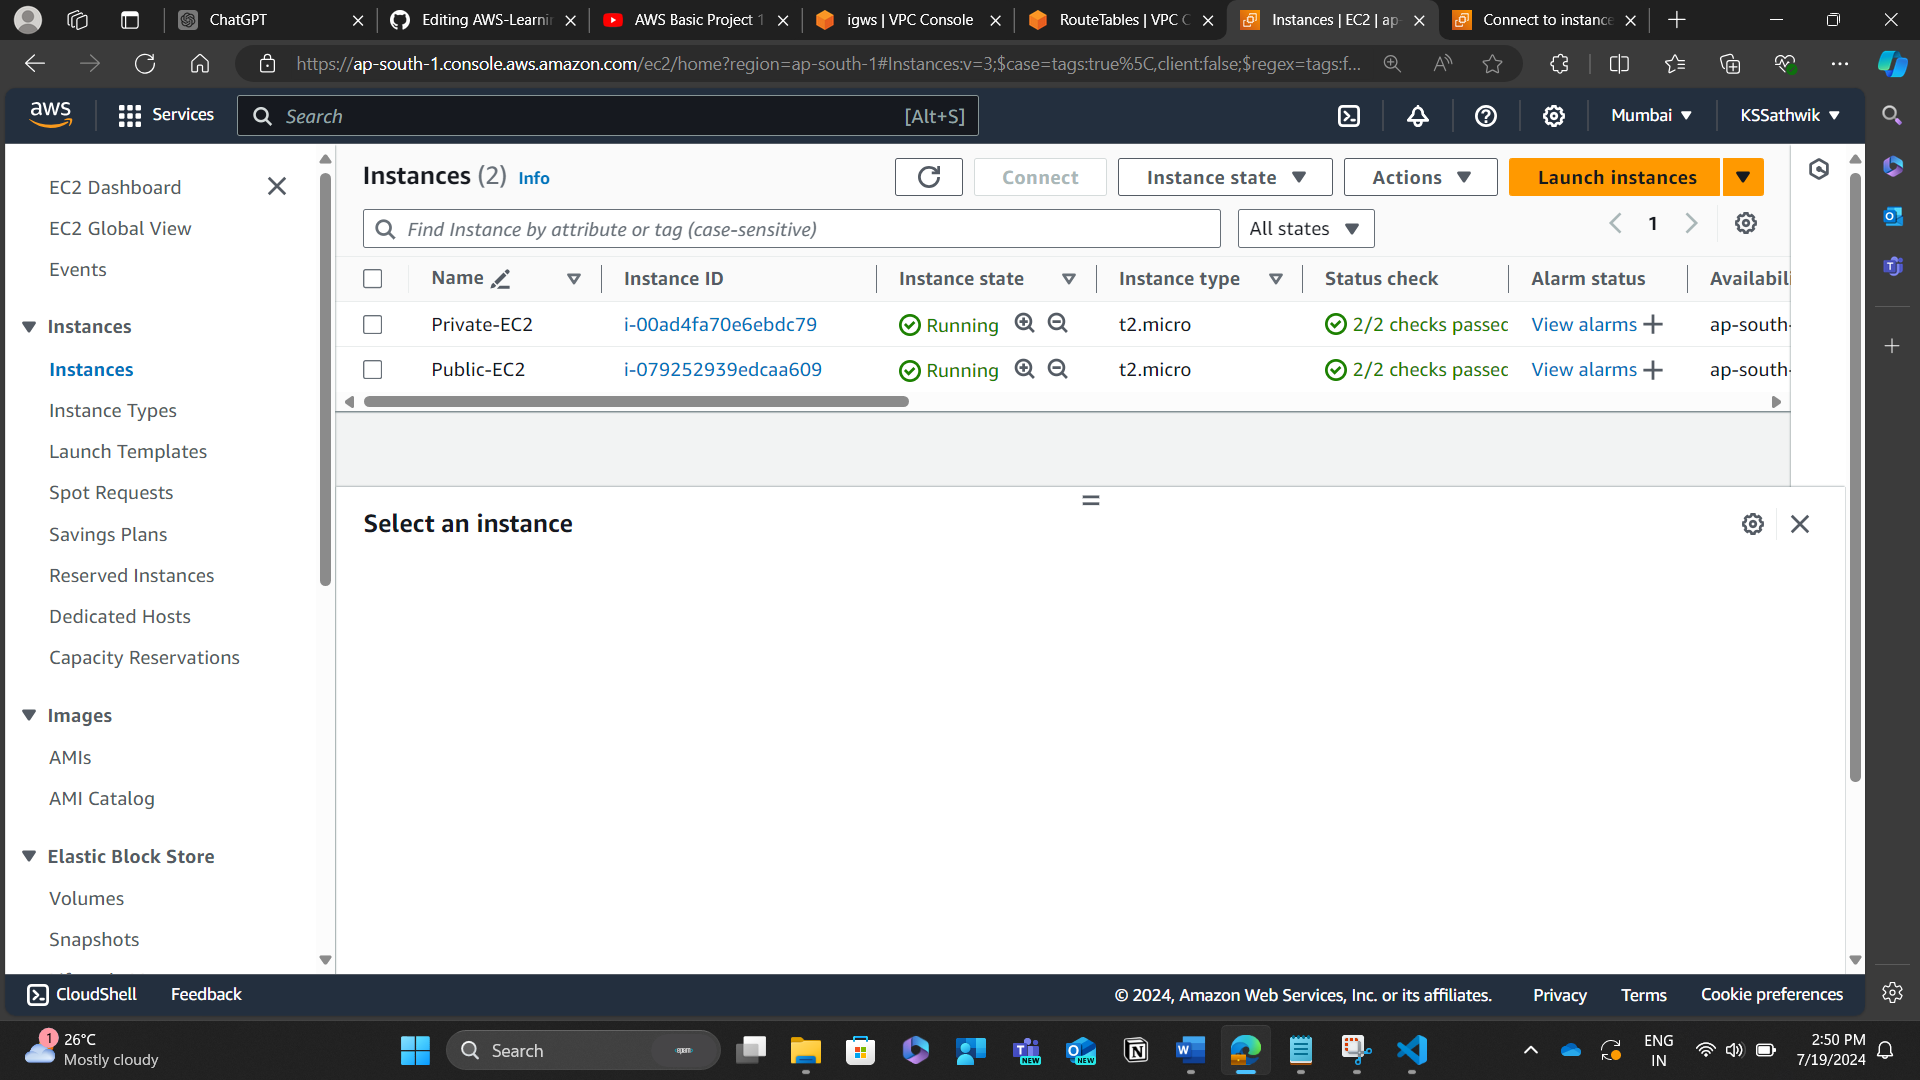 ChatGPT
Editing AWS-Learnin
AWS Basic Project 1
igws | VPC Console
RouteTables | VPC C
Instances | EC2 | ap-
Connect to instance
https://ap-south-1.console.aws.amazon.com/ec2/home?region=ap-south-1#Instances:v=3;$case=tags:true%5C,client:false;$regex=tags:f...
aws
Services
Search
[Alt+S]
Mumbai
KSSathwik
EC2 Dashboard
EC2 Global View
Events
Instances
Instances
Instance Types
Launch Templates
Spot Requests
Savings Plans
Reserved Instances
Dedicated Hosts
Capacity Reservations
Images
AMIs
AMI Catalog
Elastic Block Store
Volumes
Snapshots
Instances (2) Info
Connect
Instance state
Actions
Launch instances
Find Instance by attribute or tag (case-sensitive)
All states
1
Name Instance ID Instance state Instance type Status check Alarm status Availabili
Private-EC2 i-00ad4fa70e6ebdc79 Running t2.micro 2/2 checks passed View alarms ap-south-
Public-EC2 i-079252939edcaa609 Running t2.micro 2/2 checks passed View alarms ap-south-
Select an instance
CloudShell Feedback © 2024, Amazon Web Services, Inc. or its affiliates. Privacy Terms Cookie preferences
1
26°C
Mostly cloudy
Search
epam
NEW
NEW
ENG
IN
2:50 PM
7/19/2024